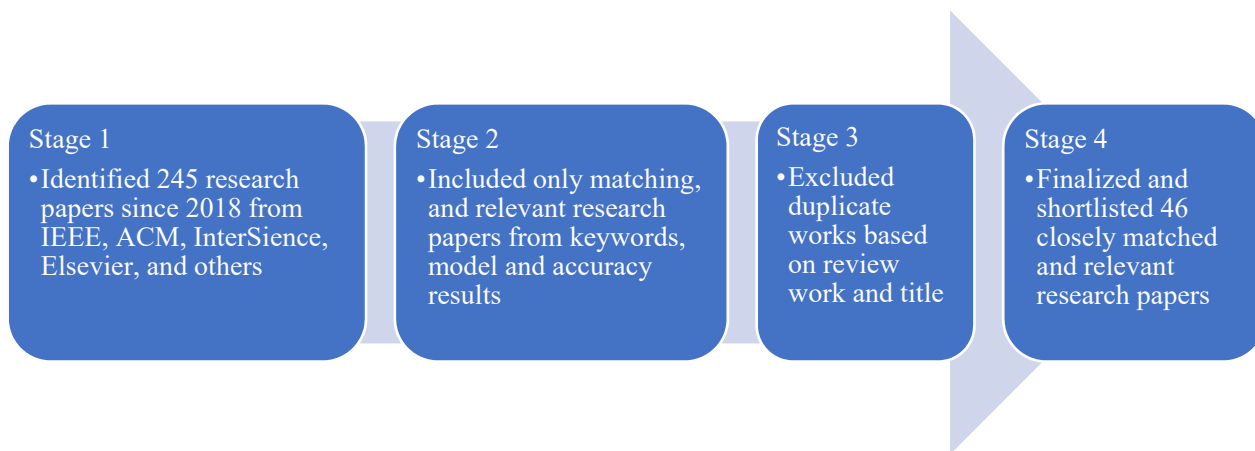 Stage 1
•Identified 245 research
papers since 2018 from
IEEE, ACM, InterSience,
Elsevier, and others
Stage 2
•Included only matching,
and relevant research
papers from keywords,
model and accuracy
results
Stage 3
•Excluded
duplicate
works based
on review
work and title
Stage 4
•Finalized and
shortlisted 46
closely matched
and relevant
research papers